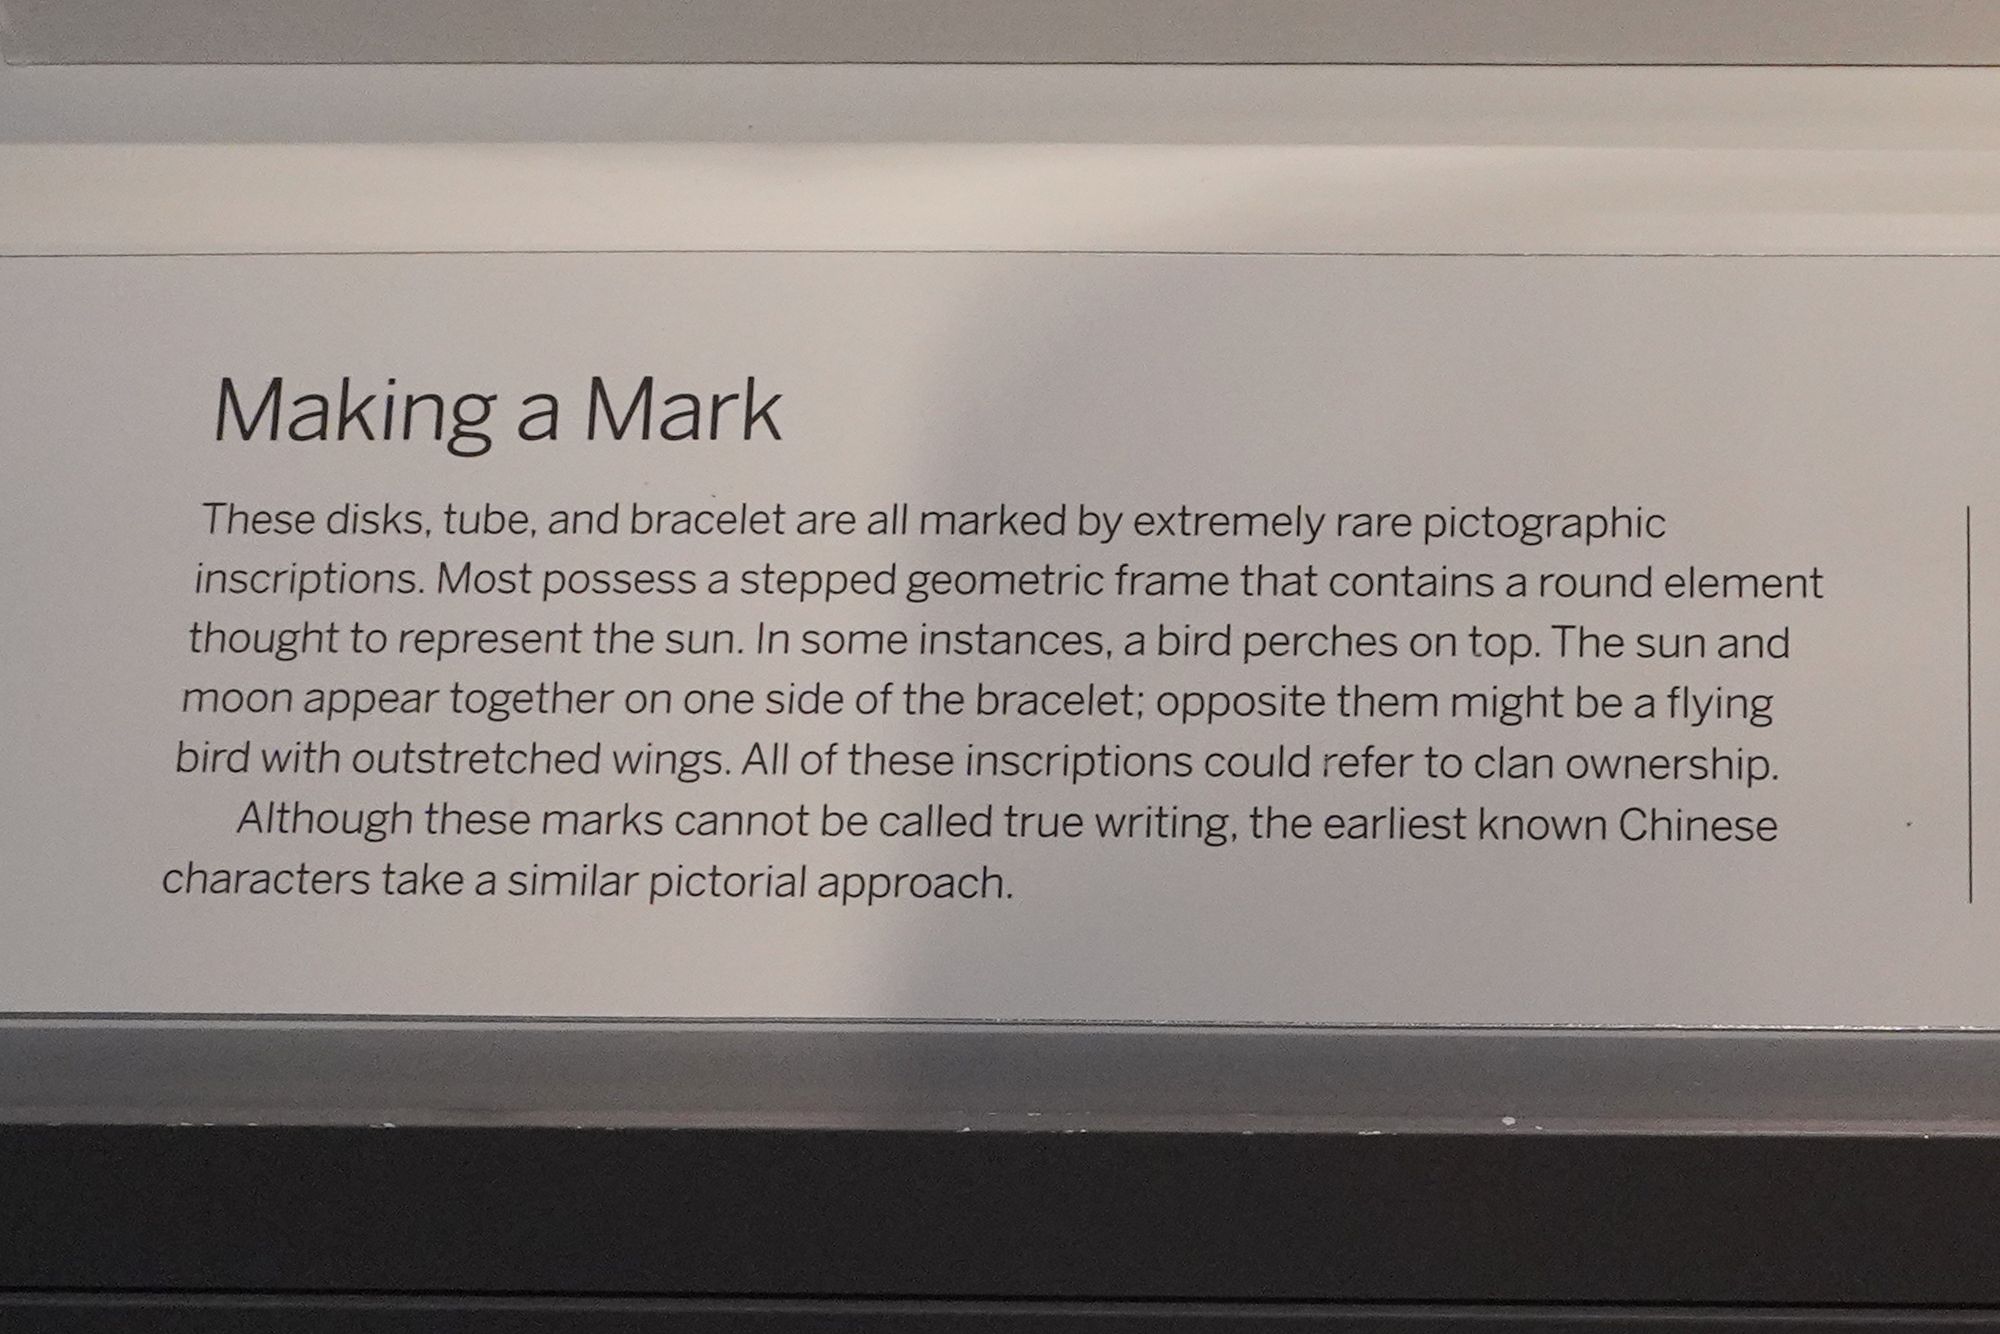 Making a Mark
These disks, tube, and bracelet are all marked by extremely rare pictographic
inscriptions. Most possess a stepped geometric frame that contains a round element
thought to represent the sun. In some instances, a bird perches on top. The sun and
moon appear together on one side of the bracelet; opposite them might be a flying
bird with outstretched wings. All of these inscriptions could refer to clan ownership.
Although these marks cannot be called true writing, the earliest known Chinese
characters take a similar pictorial approach.